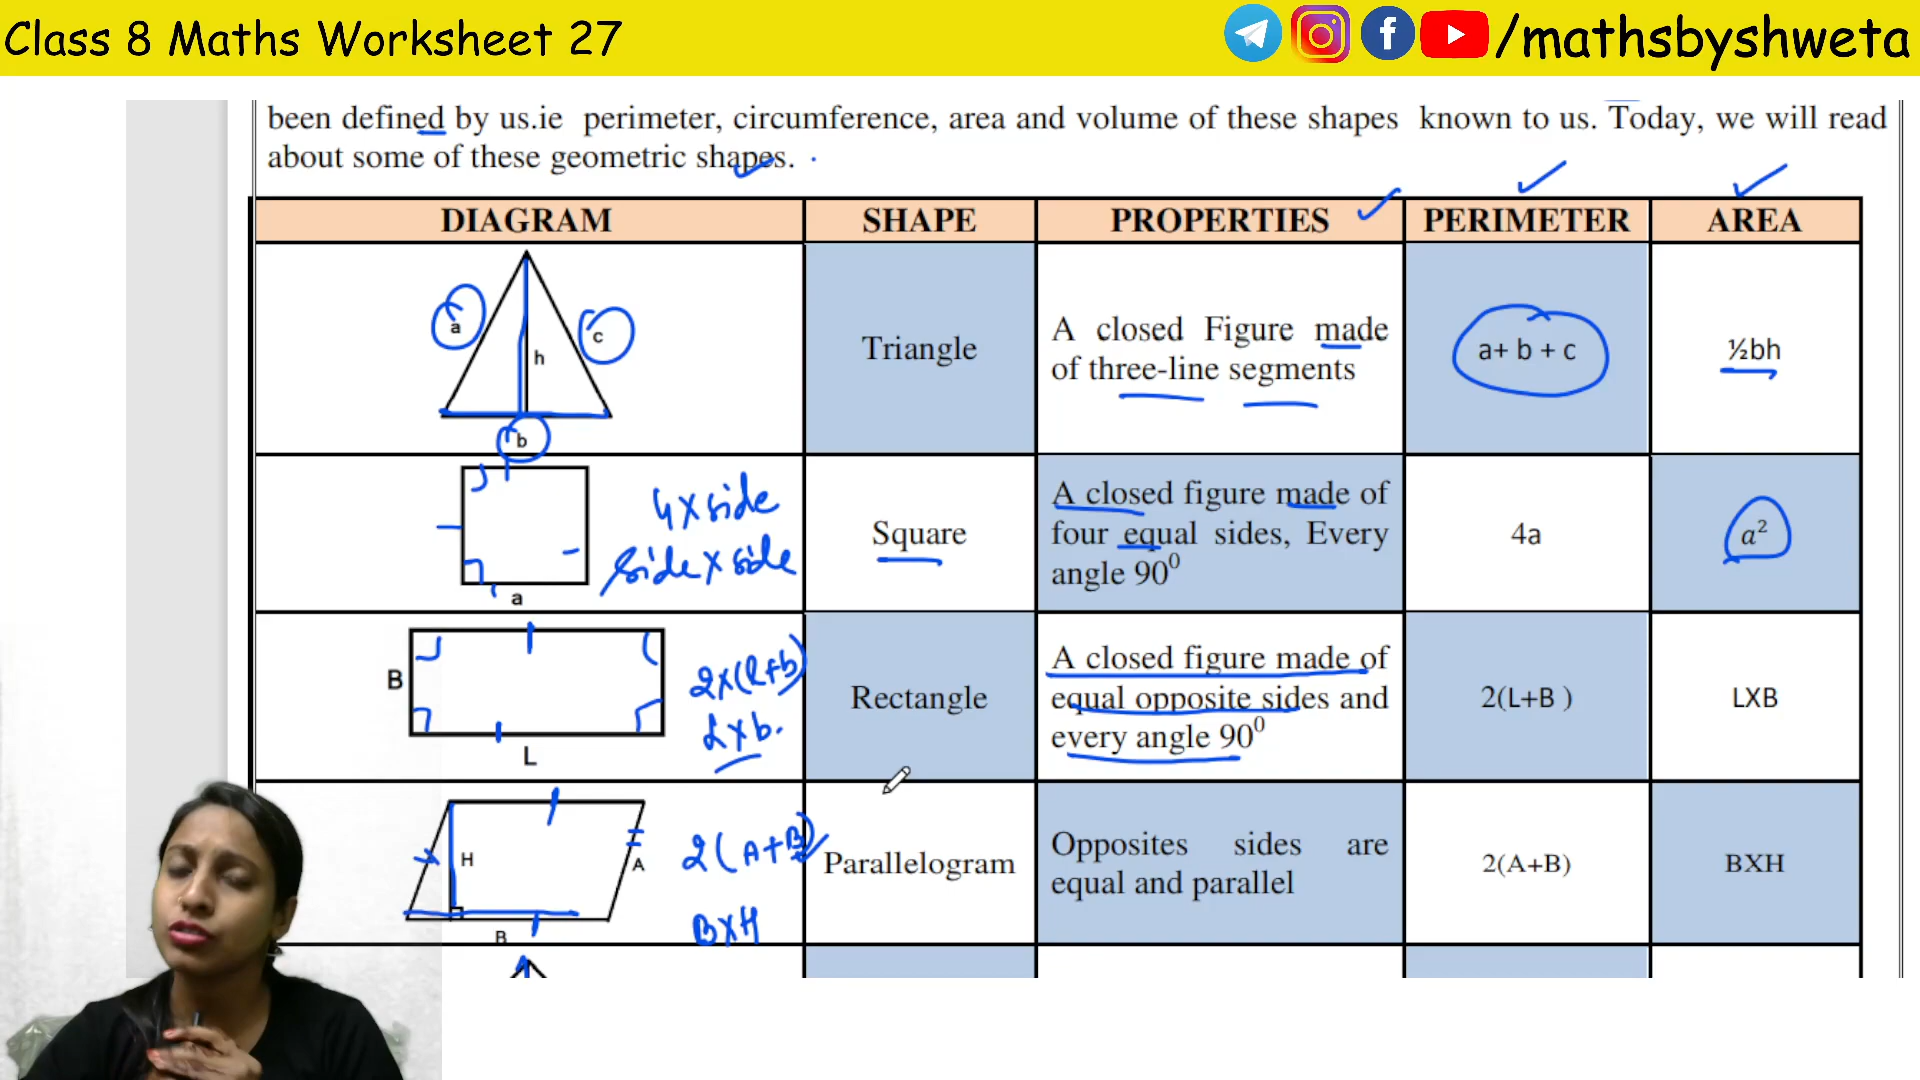 Class 8 Maths Worksheet 27
/mathsbyshweta
been defined by us.ie perimeter, circumference, area and volume of these shapes known to us. Today, we will read
about some of these geometric shapes.
DIAGRAM SHAPE PROPERTIES PERIMETER AREA
a
c
h
b
Triangle
A closed Figure made
of three-line segments
a+ b + c
½bh
4 x side
side x side
a
Square
A closed figure made of
four equal sides, Every
angle 90⁰
4a
a²
B
L
2x(l+b)
l x b.
Rectangle
A closed figure made of
equal opposite sides and
every angle 90⁰
2(L+B )
LXB
H
A
B
2(A+B)
BXH
Parallelogram
Opposites sides are
equal and parallel
2(A+B)
BXH